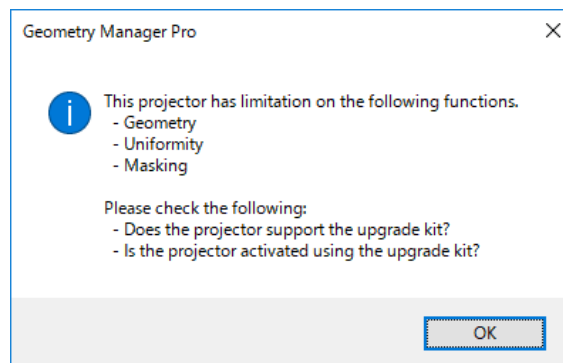 Geometry Manager Pro
This projector has limitation on the following functions.
- Geometry
- Uniformity
- Masking
Please check the following:
- Does the projector support the upgrade kit?
- Is the projector activated using the upgrade kit?
OK